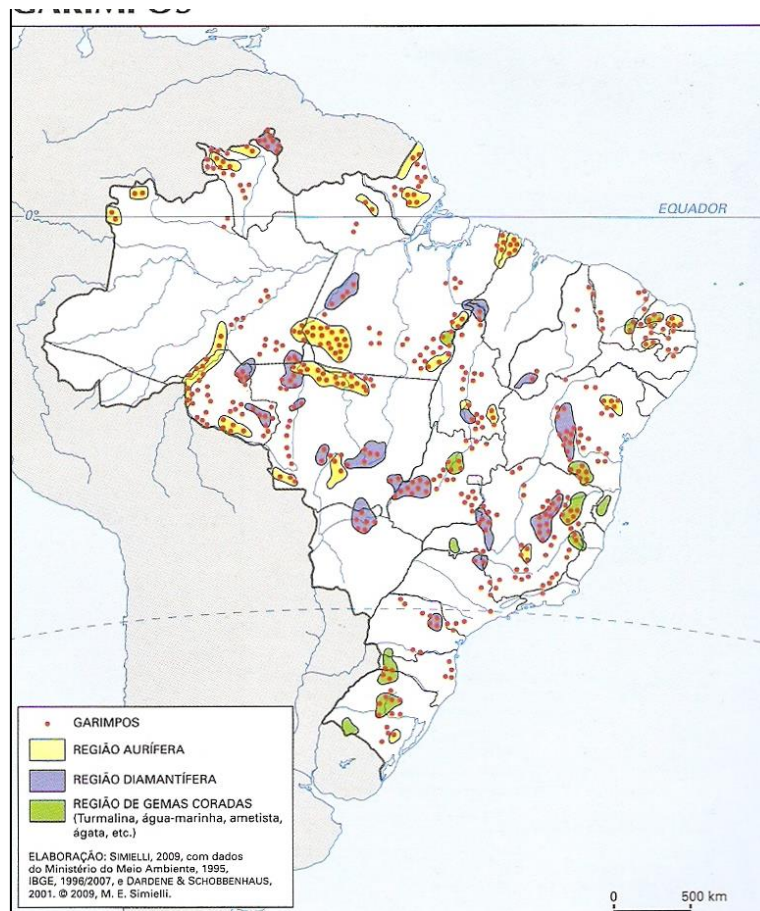 GARIMPOS
EQUADOR
0°
GARIMPOS
REGIÃO AURÍFERA
REGIÃO DIAMANTÍFERA
REGIÃO DE GEMAS CORADAS
(Turmalina, água-marinha, ametista,
ágata, etc.)
ELABORAÇÃO: SIMIELLI, 2009, com dados
do Ministério do Meio Ambiente, 1995,
IBGE, 1996/2007, e DARDENE & SCHOBBENHAUS,
2001. © 2009, M. E. Simielli.
0 500 km